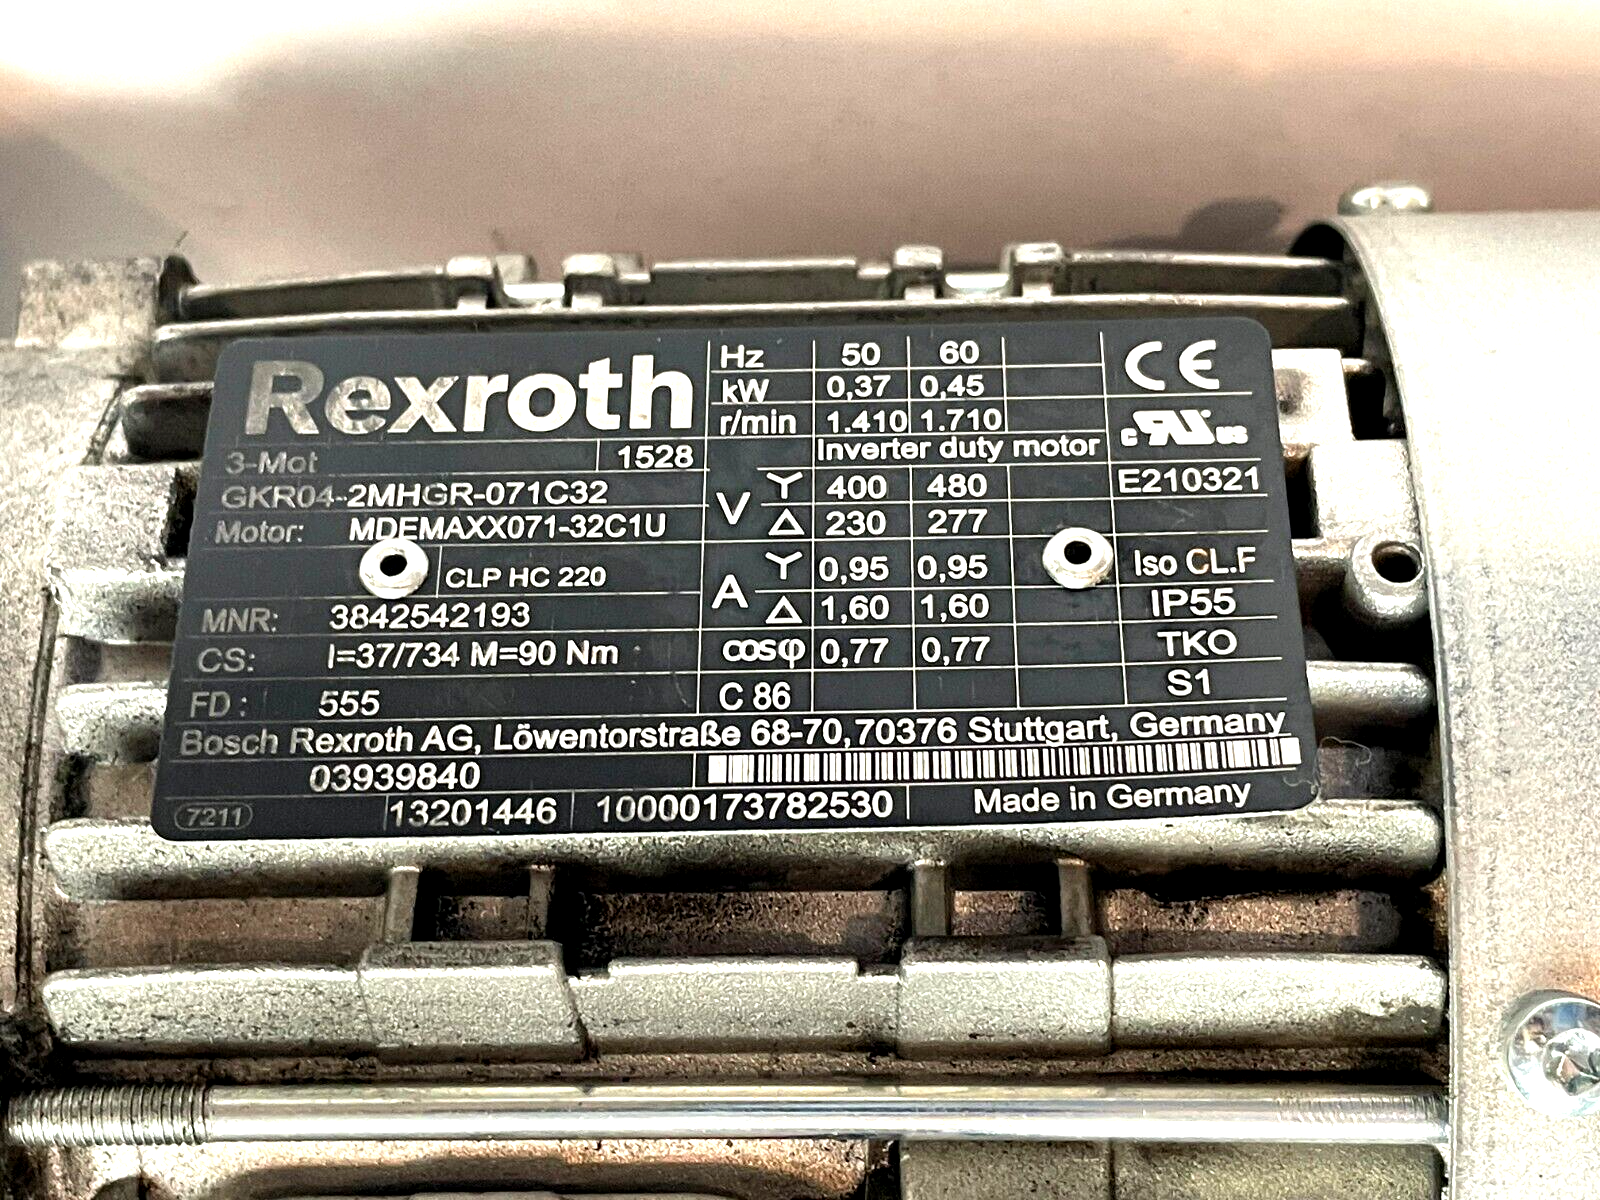 Rexroth
3-Mot 1528
GKR04-2MHGR-071C32
Motor: MDEMAXX071-32C1U
CLP HC 220
MNR: 3842542193
CS: I=37/734 M=90 Nm
FD: 555
Hz 50 60
kW 0,37 0,45
r/min 1.410 1.710
Inverter duty motor
V Y 400 480
Δ 230 277
A Y 0,95 0,95
Δ 1,60 1,60
cosφ 0,77 0,77
C 86
CE
c RU us
E210321
Iso CL.F
IP55
TKO
S1
Bosch Rexroth AG, Löwentorstraße 68-70, 70376 Stuttgart, Germany
03939840
7211 13201446 10000173782530 Made in Germany